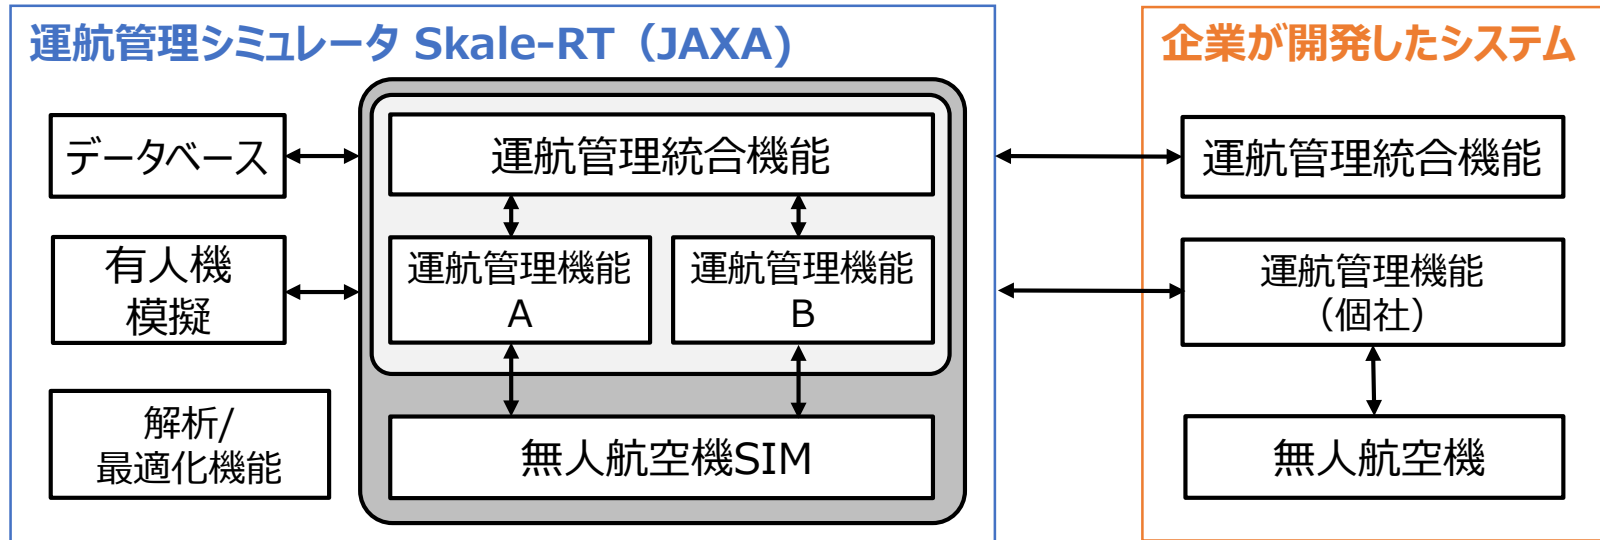 運航管理シミュレータ Skale-RT（JAXA)
データベース
有人機
模擬
解析/
最適化機能
運航管理統合機能
運航管理機能
A
運航管理機能
B
無人航空機SIM
企業が開発したシステム
運航管理統合機能
運航管理機能
（個社）
無人航空機